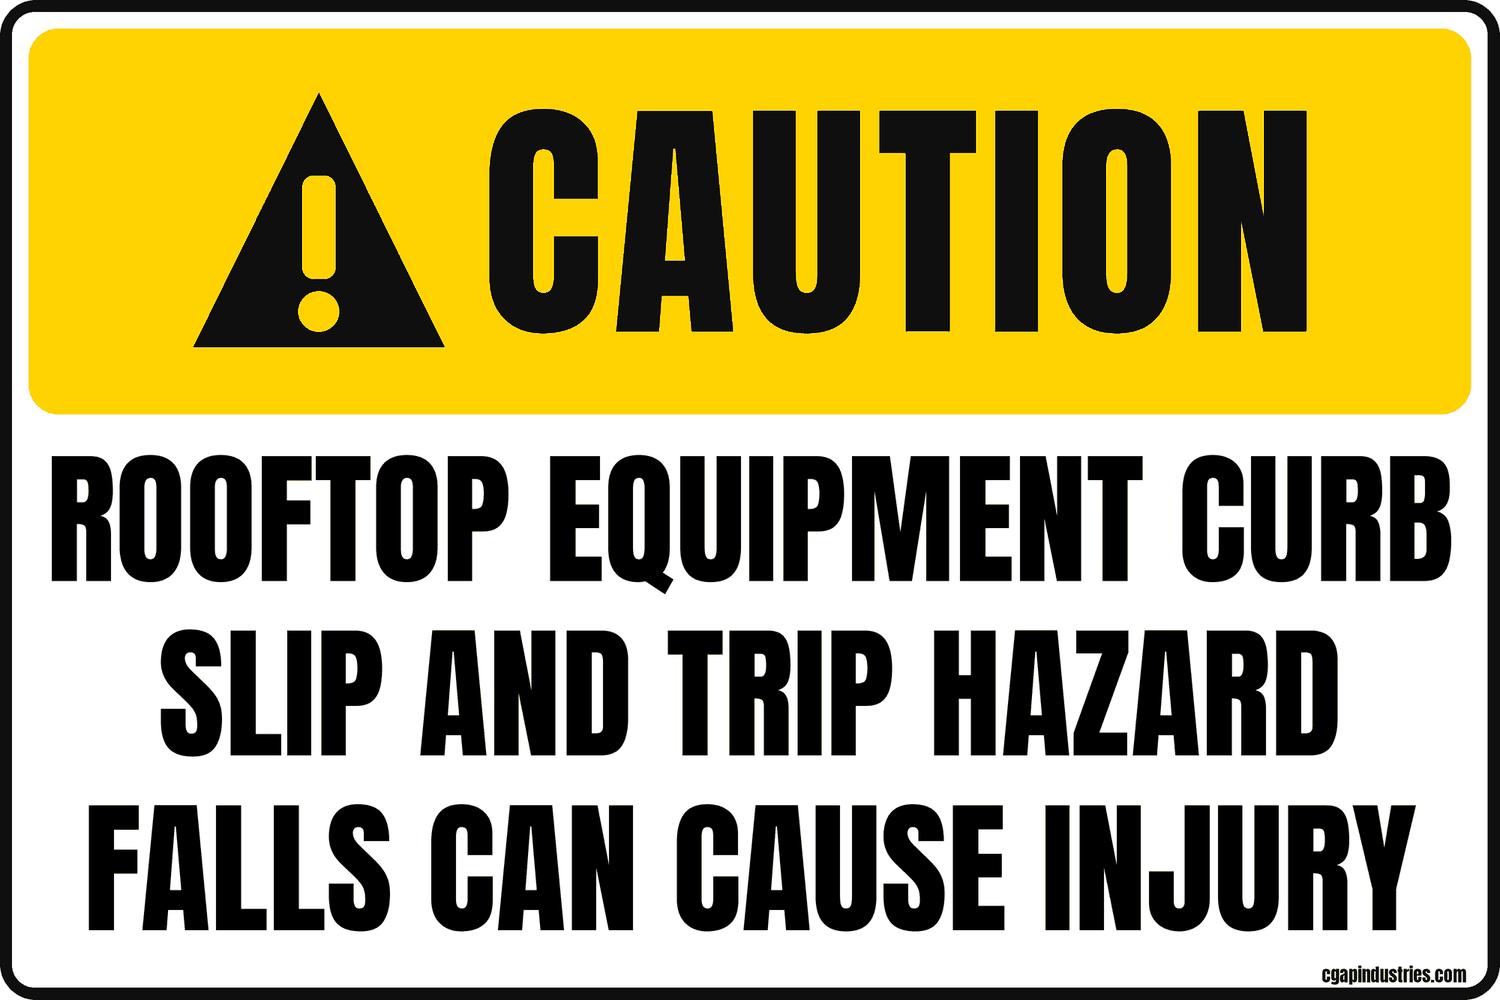 CAUTION
ROOFTOP EQUIPMENT CURB
SLIP AND TRIP HAZARD
FALLS CAN CAUSE INJURY
cgapindustries.com